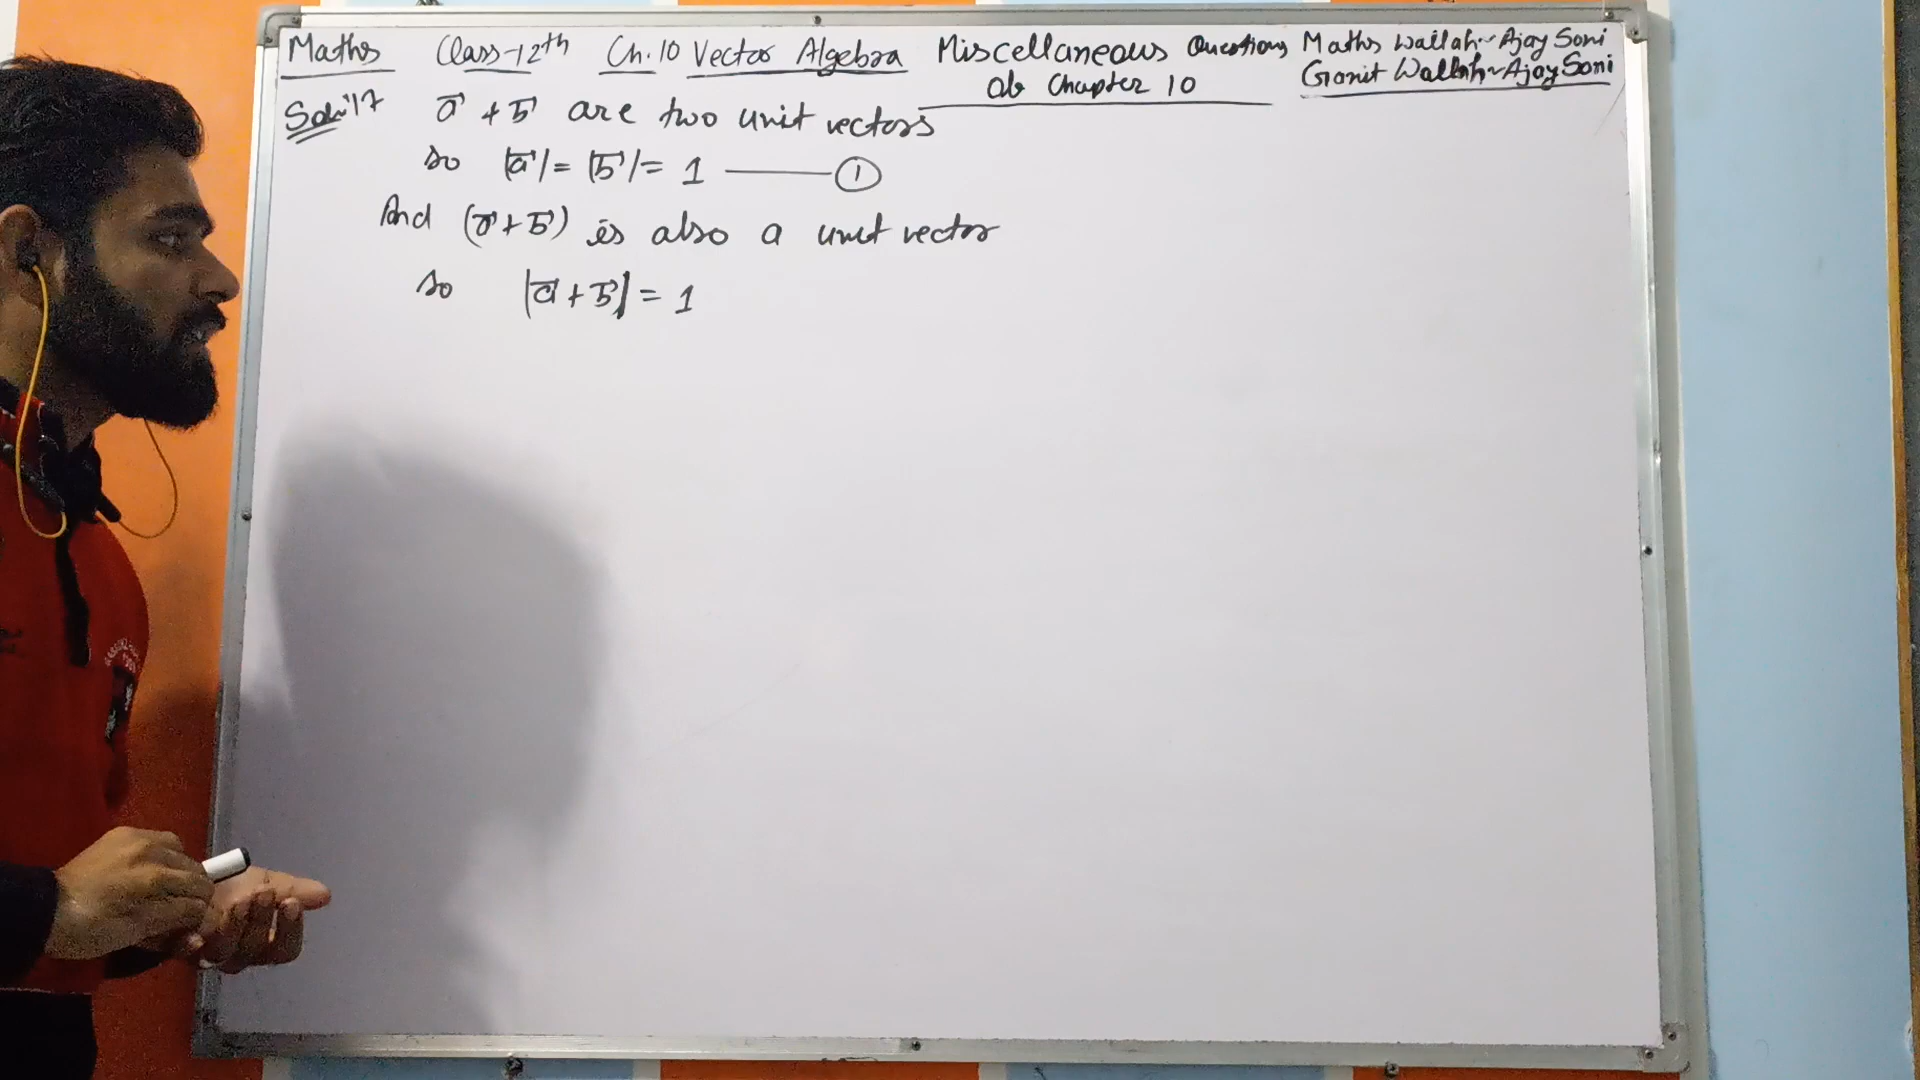 Maths Class-12th Ch.10 Vector Algebra Miscellaneous Questions
of Chapter 10
Maths Wallah~Ajay Soni
Ganit Wallah~Ajay Soni
Soln'17 a⃗ + b⃗ are two unit vectors
so |a⃗| = |b⃗| = 1 ——— ①
And (a⃗ + b⃗) is also a unit vector
so |a⃗ + b⃗| = 1